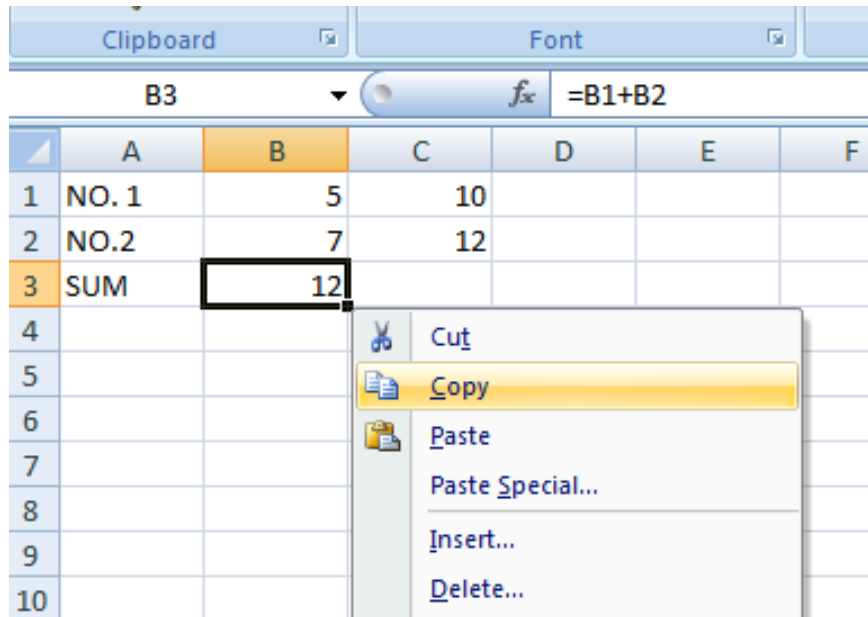 Clipboard Font
B3 fx =B1+B2
A B C D E F
1 NO. 1 5 10
2 NO.2 7 12
3 SUM 12
4 Cut
5 Copy
6 Paste
7 Paste Special...
8
9 Insert...
10 Delete...